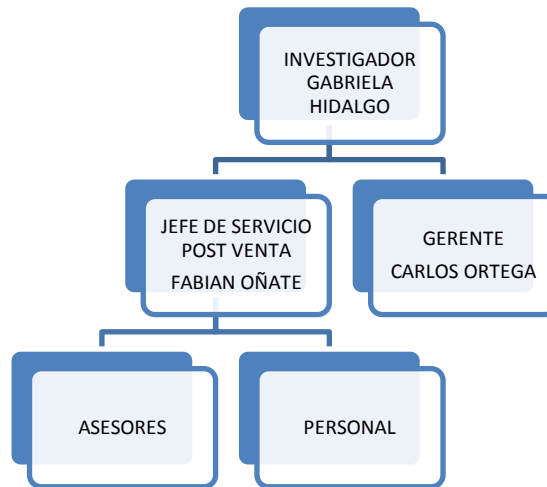 INVESTIGADOR
GABRIELA
HIDALGO
JEFE DE SERVICIO
POST VENTA
FABIAN OÑATE
GERENTE
CARLOS ORTEGA
ASESORES
PERSONAL